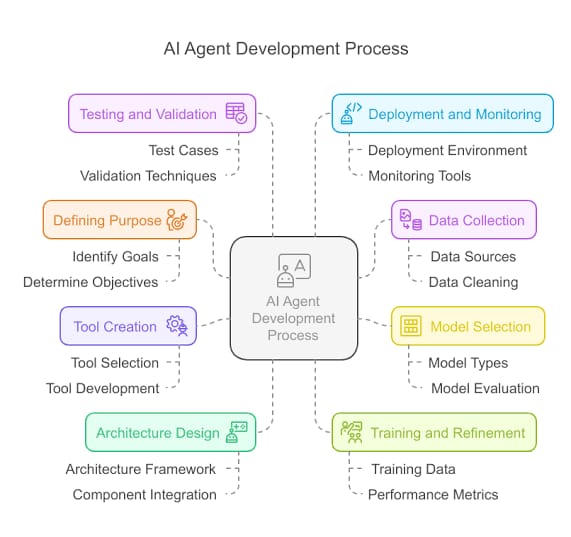 AI Agent Development Process
Testing and Validation
Test Cases
Validation Techniques
Defining Purpose
Identify Goals
Determine Objectives
Tool Creation
Tool Selection
Tool Development
Architecture Design
Architecture Framework
Component Integration
A
AI Agent
Development
Process
Deployment and Monitoring
Deployment Environment
Monitoring Tools
Data Collection
Data Sources
Data Cleaning
Model Selection
Model Types
Model Evaluation
Training and Refinement
Training Data
Performance Metrics